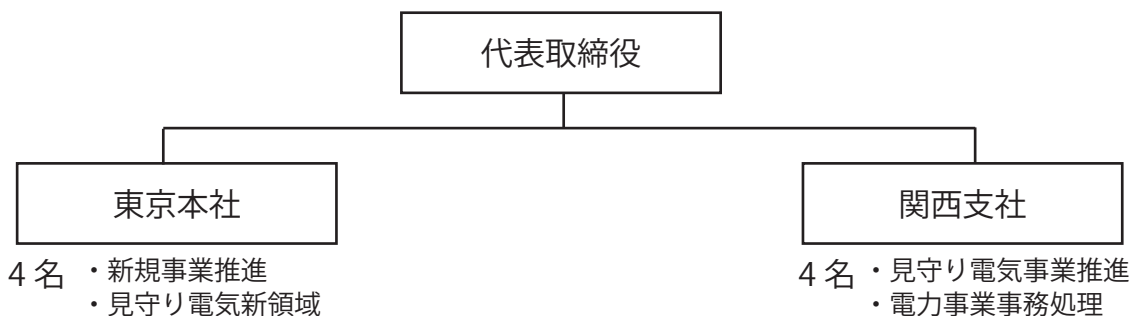 代表取締役
東京本社
関西支社
4名 ・新規事業推進
・見守り電気新領域
4名 ・見守り電気事業推進
・電力事業事務処理